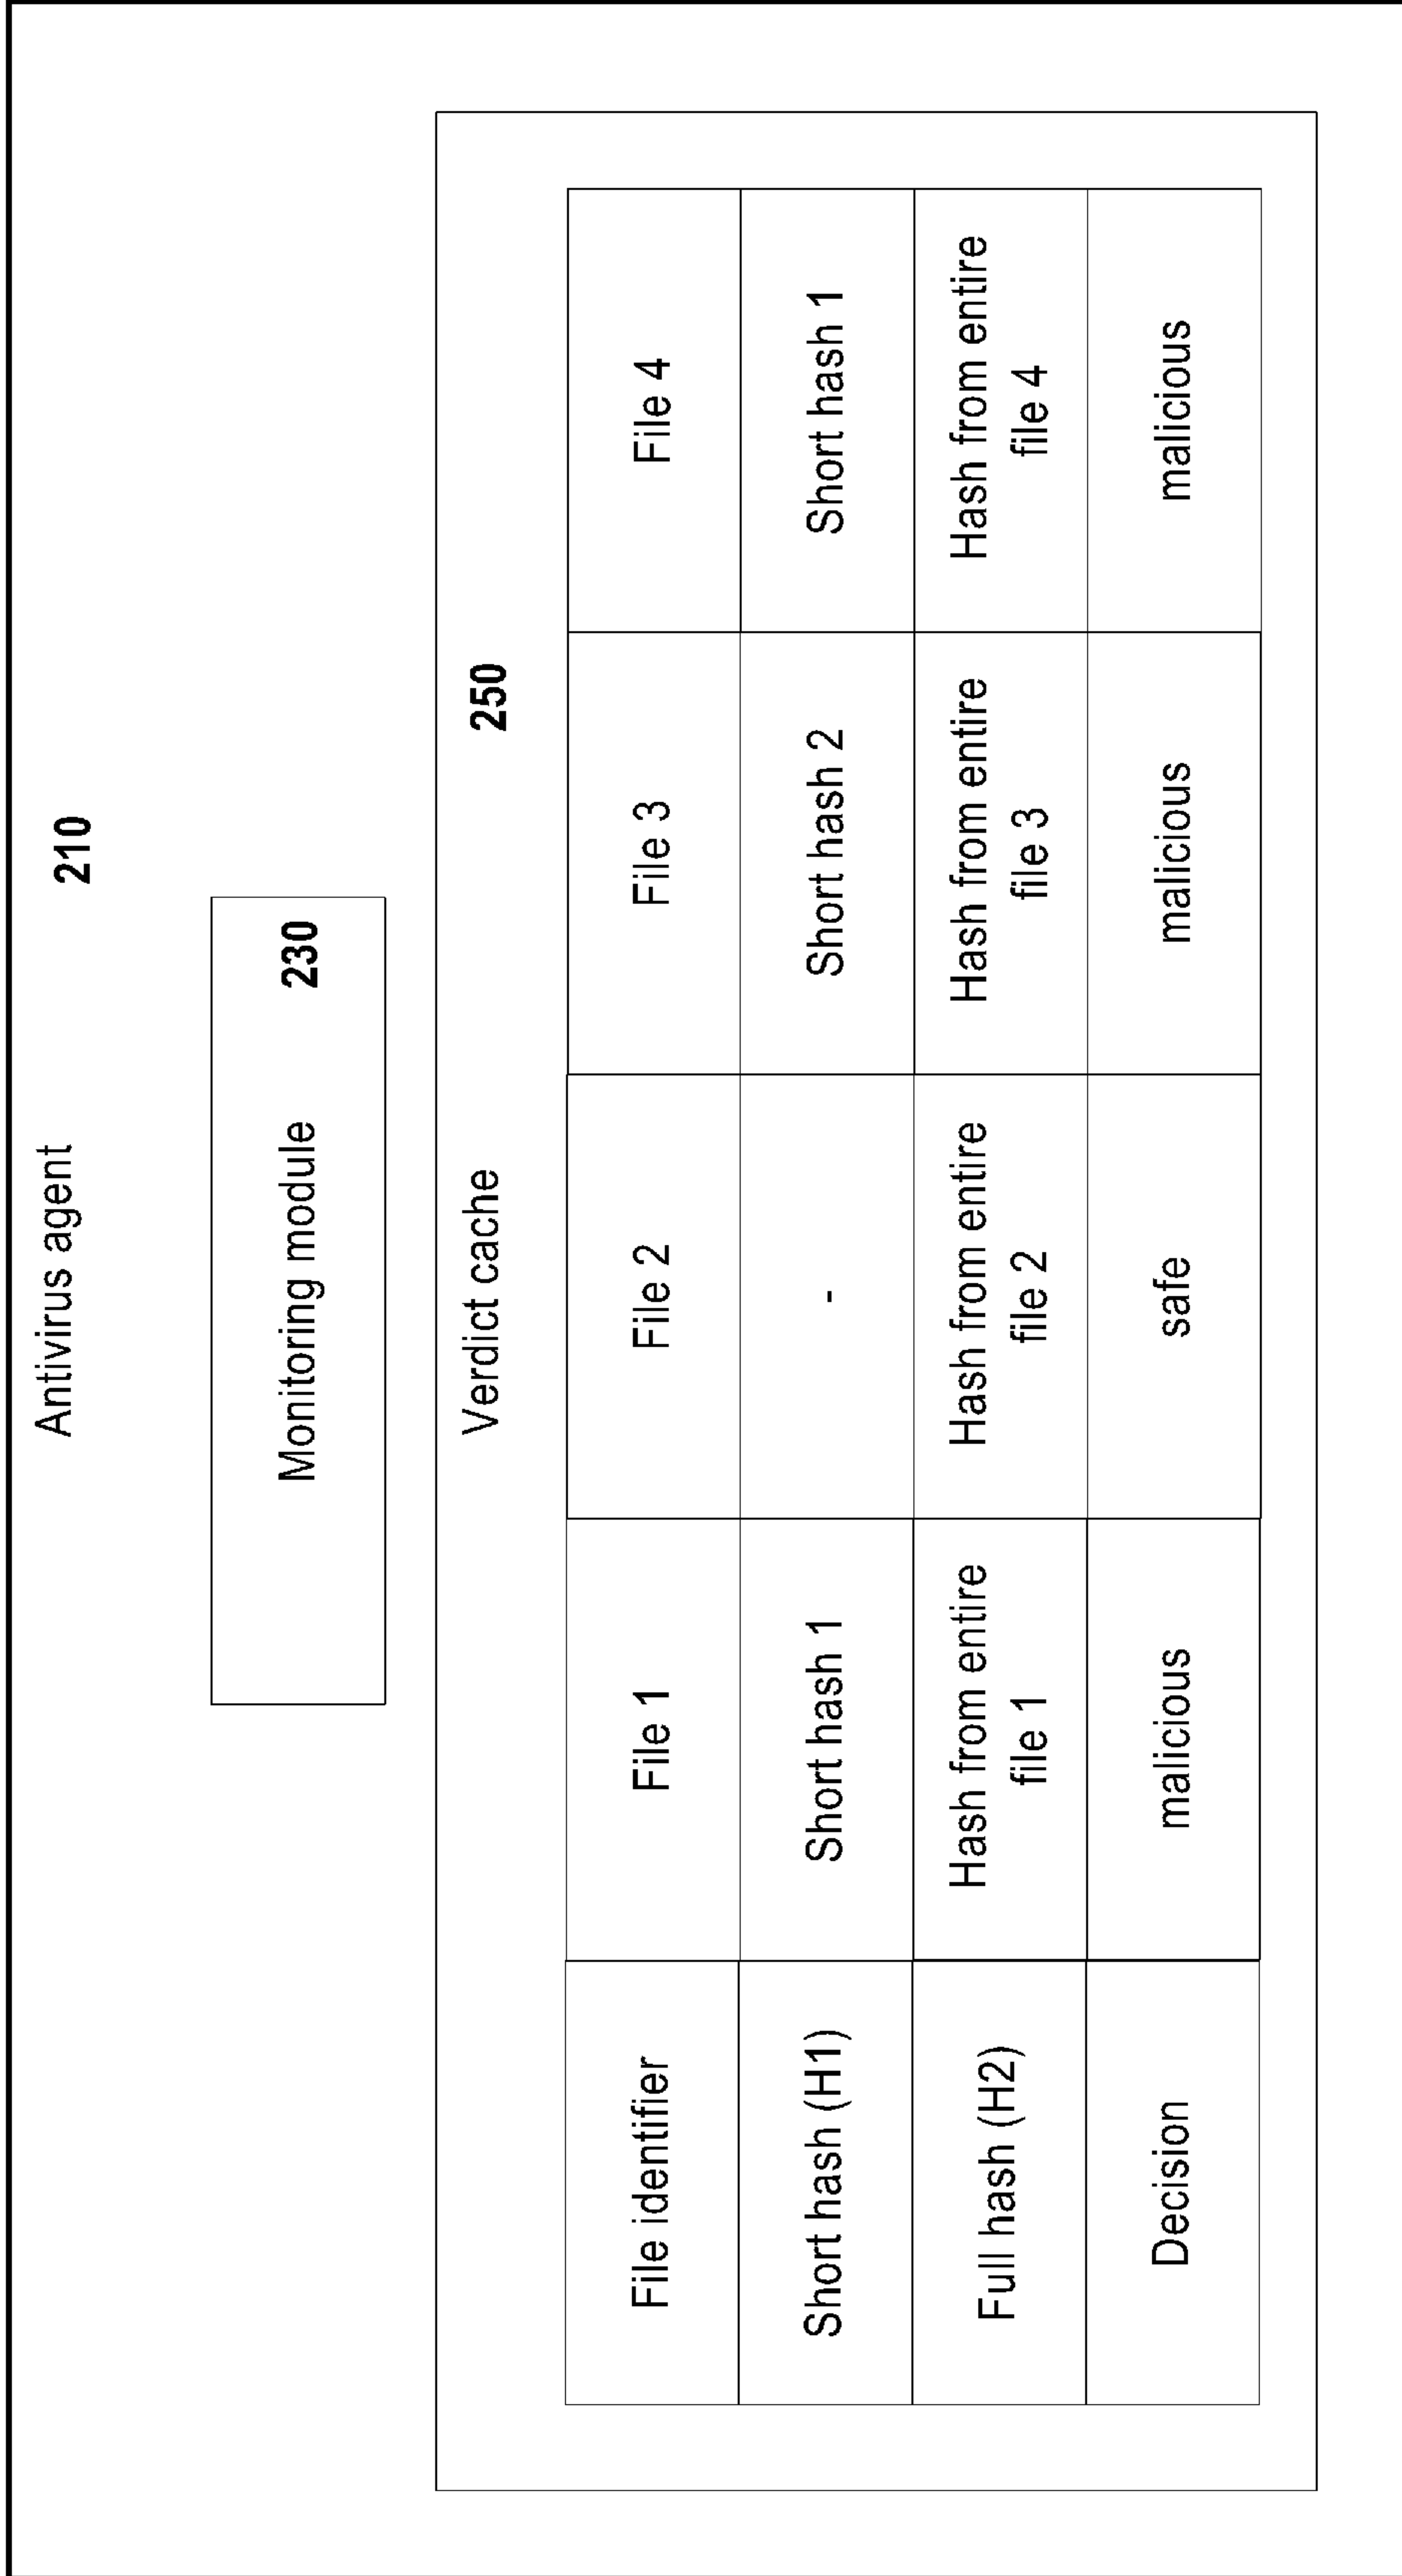 Antivirus agent 210
Monitoring module 230
Verdict cache 250
File identifier File 1 File 2 File 3 File 4
Short hash (H1) Short hash 1 - Short hash 2 Short hash 1
Full hash (H2) Hash from entire Hash from entire Hash from entire Hash from entire
file 1 file 2 file 3 file 4
Decision malicious safe malicious malicious